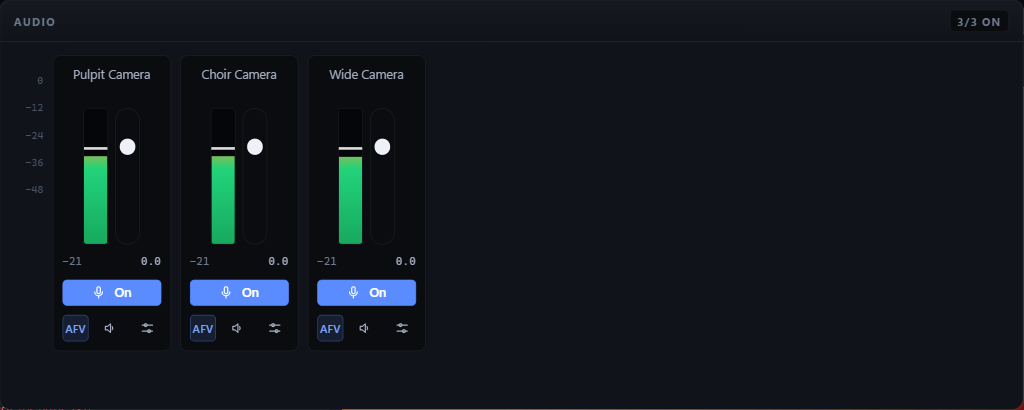 AUDIO
3/3 ON
Pulpit Camera
Choir Camera
Wide Camera
0
-12
-24
-36
-48
-21
0.0
-21
0.0
-21
0.0
On
On
On
AFV
AFV
AFV